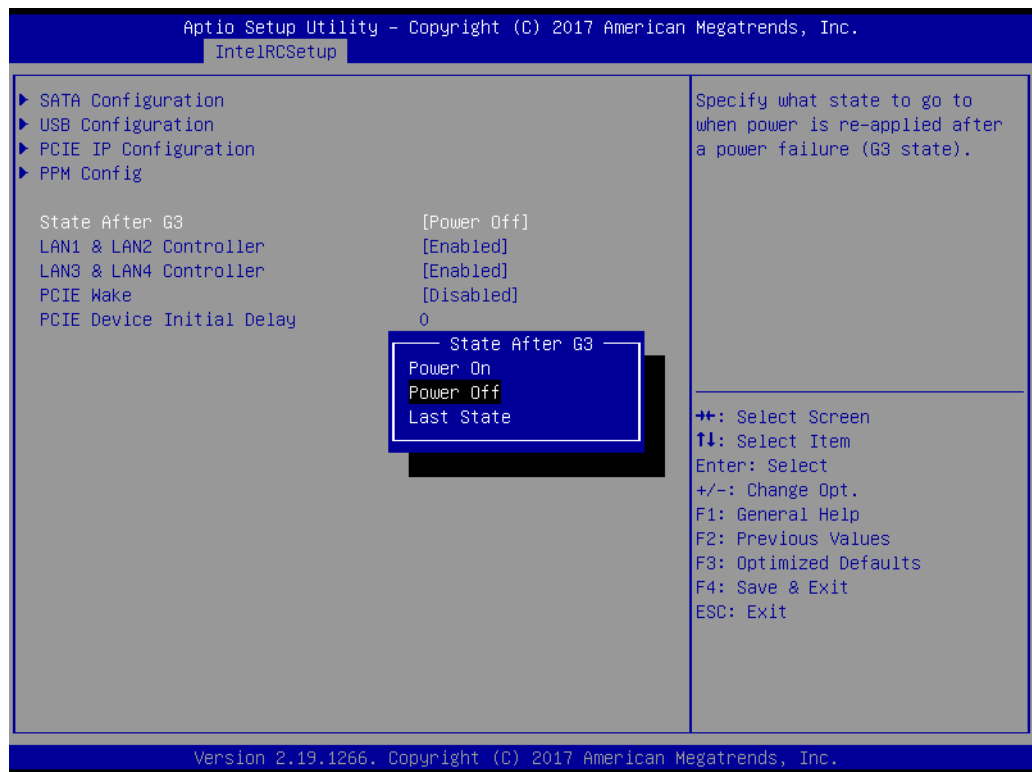 Aptio Setup Utility – Copyright (C) 2017 American Megatrends, Inc.
IntelRCSetup
SATA Configuration
USB Configuration
PCIE IP Configuration
PPM Config
State After G3 [Power Off]
LAN1 & LAN2 Controller [Enabled]
LAN3 & LAN4 Controller [Enabled]
PCIE Wake [Disabled]
PCIE Device Initial Delay 0
State After G3
Power On
Power Off
Last State
Specify what state to go to
when power is re-applied after
a power failure (G3 state).
→←: Select Screen
↑↓: Select Item
Enter: Select
+/-: Change Opt.
F1: General Help
F2: Previous Values
F3: Optimized Defaults
F4: Save & Exit
ESC: Exit
Version 2.19.1266. Copyright (C) 2017 American Megatrends, Inc.